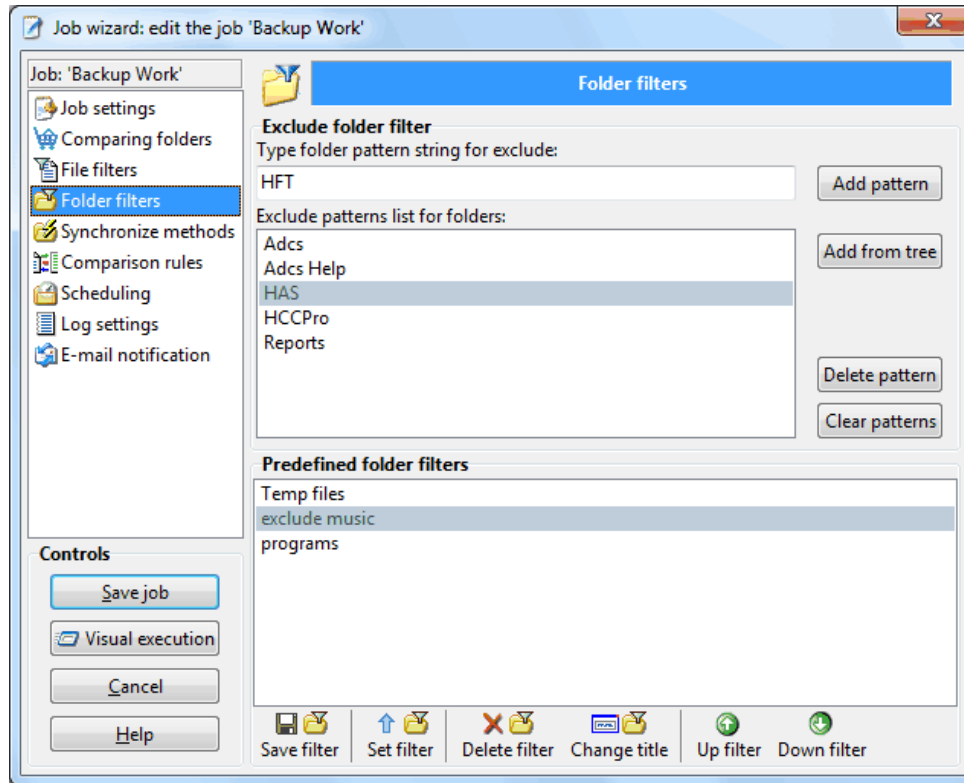 Job wizard: edit the job 'Backup Work'
X
Job: 'Backup Work'
Job settings
Comparing folders
File filters
Folder filters
Synchronize methods
Comparison rules
Scheduling
Log settings
E-mail notification
Controls
Save job
Visual execution
Cancel
Help
Folder filters
Exclude folder filter
Type folder pattern string for exclude:
HFT
Add pattern
Exclude patterns list for folders:
Adcs
Adcs Help
HAS
HCCPro
Reports
Add from tree
Delete pattern
Clear patterns
Predefined folder filters
Temp files
exclude music
programs
Save filter
Set filter
Delete filter
Change title
Up filter
Down filter